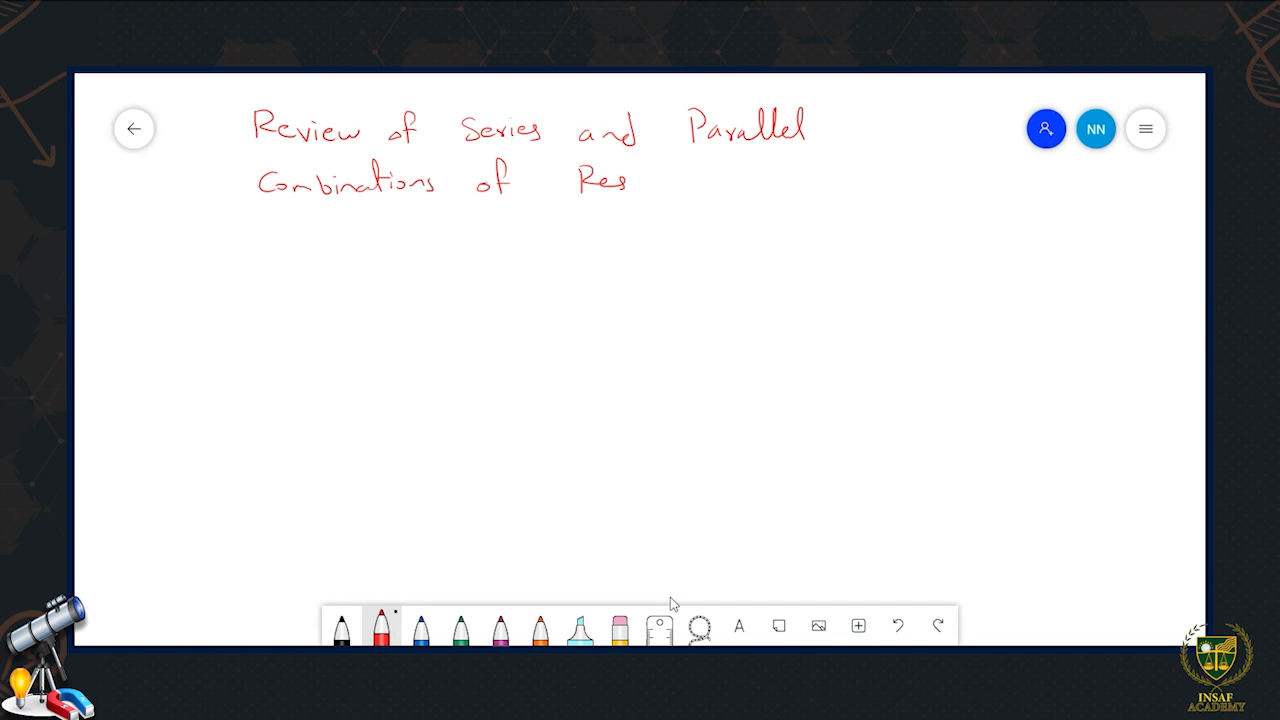 Review of Series and Parallel
Combinations of Res
NN
A
INSAF
ACADEMY